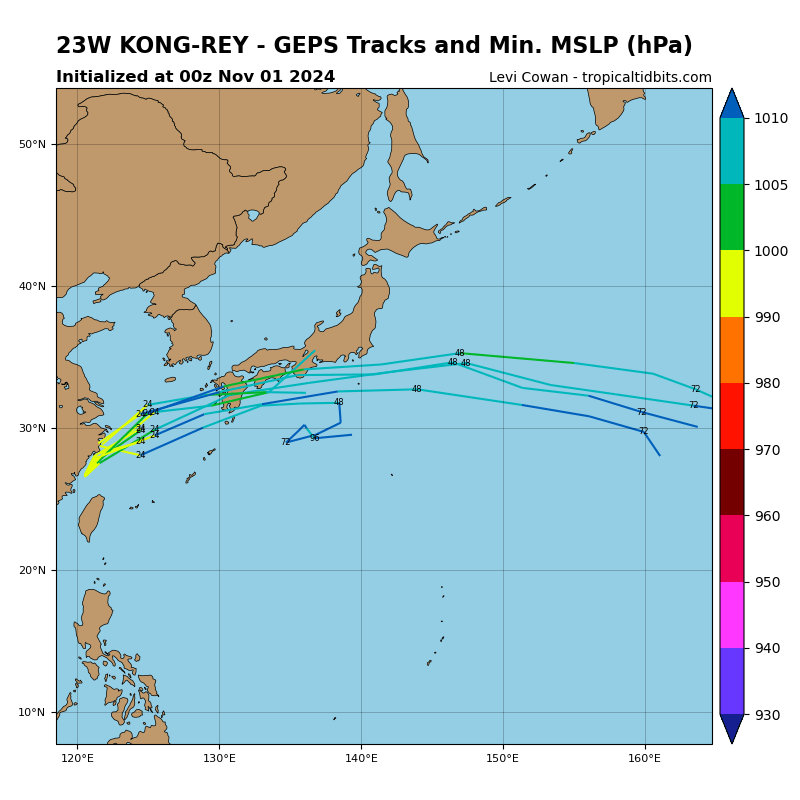 23W KONG-REY - GEPS Tracks and Min. MSLP (hPa)
Initialized at 00z Nov 01 2024
Levi Cowan - tropicaltidbits.com
50°N
40°N
30°N
20°N
10°N
120°E
130°E
140°E
150°E
160°E
1010
1005
1000
990
980
970
960
950
940
930
48
48
48
48
48
72
72
72
72
72
96
24
24
24
24
24
24
24